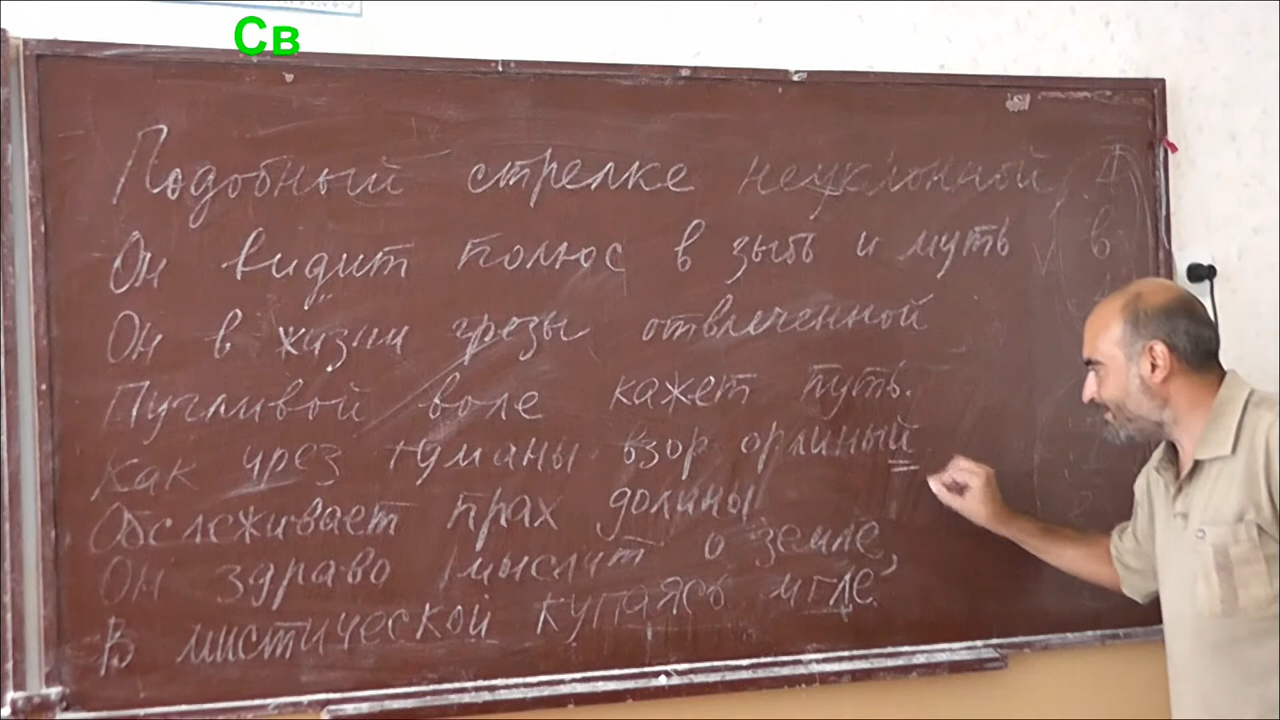 Св
Подобный стрелке неуклонной
Он видит полюс в зыбь и муть
Он в жизни грезы отвлеченной
Пугливой воле кажет путь.
Как чрез туманы взор орлиный
Обслеживает прах долины
Он здраво мыслит о земле,
В мистической купаясь мгле.